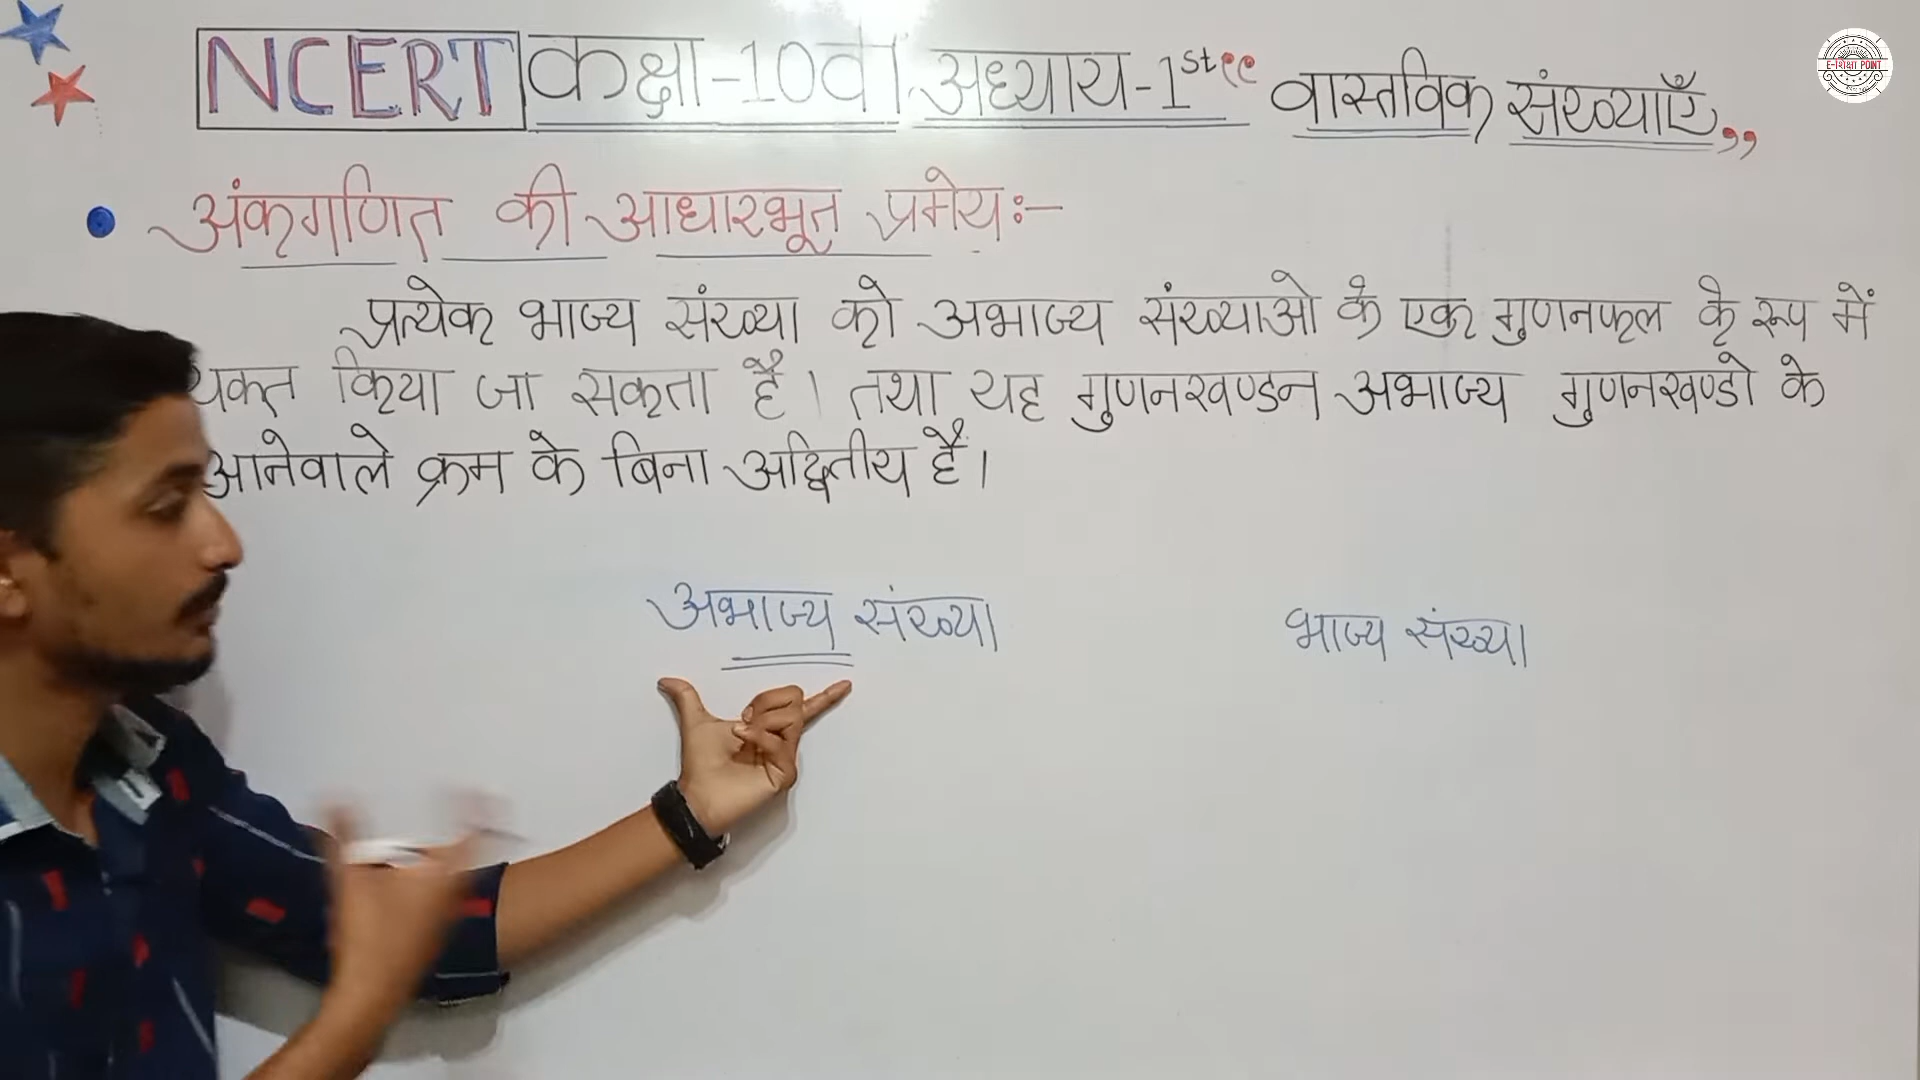 NCERT कक्षा-10वीं अध्याय-1st “ वास्तविक संख्याएँ ”
E-शिक्षा POINT
• अंकगणित की आधारभूत प्रमेयः-
प्रत्येक भाज्य संख्या को अभाज्य संख्याओ के एक गुणनफल के रूप में
किया जा सकता है। तथा यह गुणनखण्डन अभाज्य गुणनखण्डो के
आनेवाले क्रम के बिना अद्वितीय है।
अभाज्य संख्या भाज्य संख्या